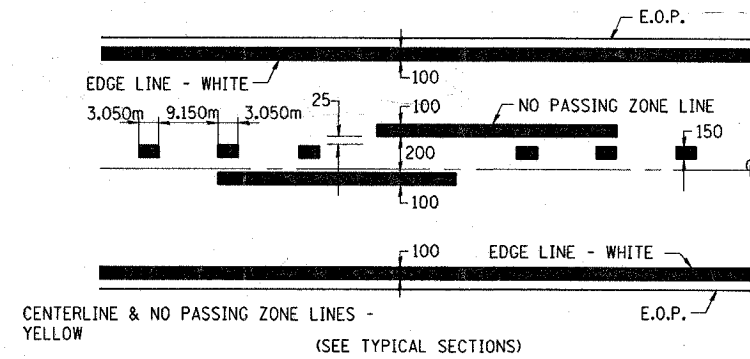 E.O.P.
EDGE LINE - WHITE
100
3.050m 9.150m 3.050m
25
100
NO PASSING ZONE LINE
150
200
100
100
EDGE LINE - WHITE
CENTERLINE & NO PASSING ZONE LINES -
YELLOW
E.O.P.
(SEE TYPICAL SECTIONS)